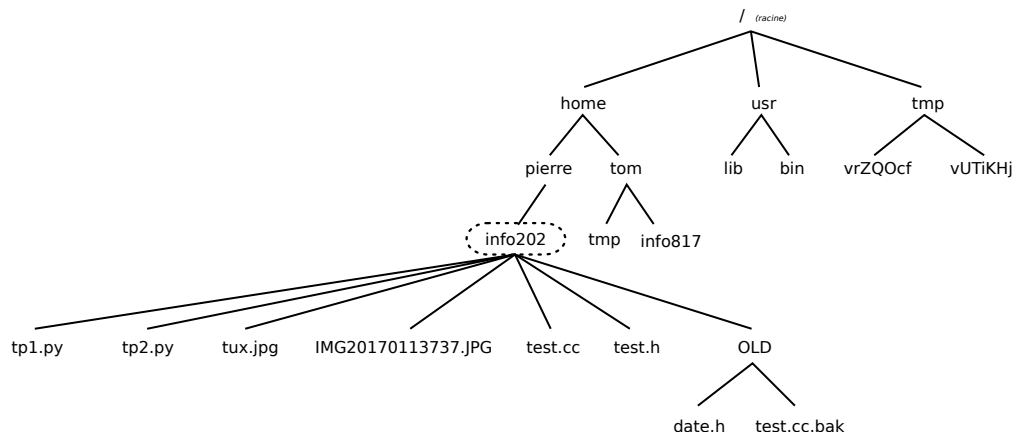 / (racine)
home usr tmp
pierre tom lib bin vrZQOcf vUTiKHj
info202 tmp info817
tp1.py tp2.py tux.jpg IMG20170113737.JPG test.cc test.h OLD
date.h test.cc.bak